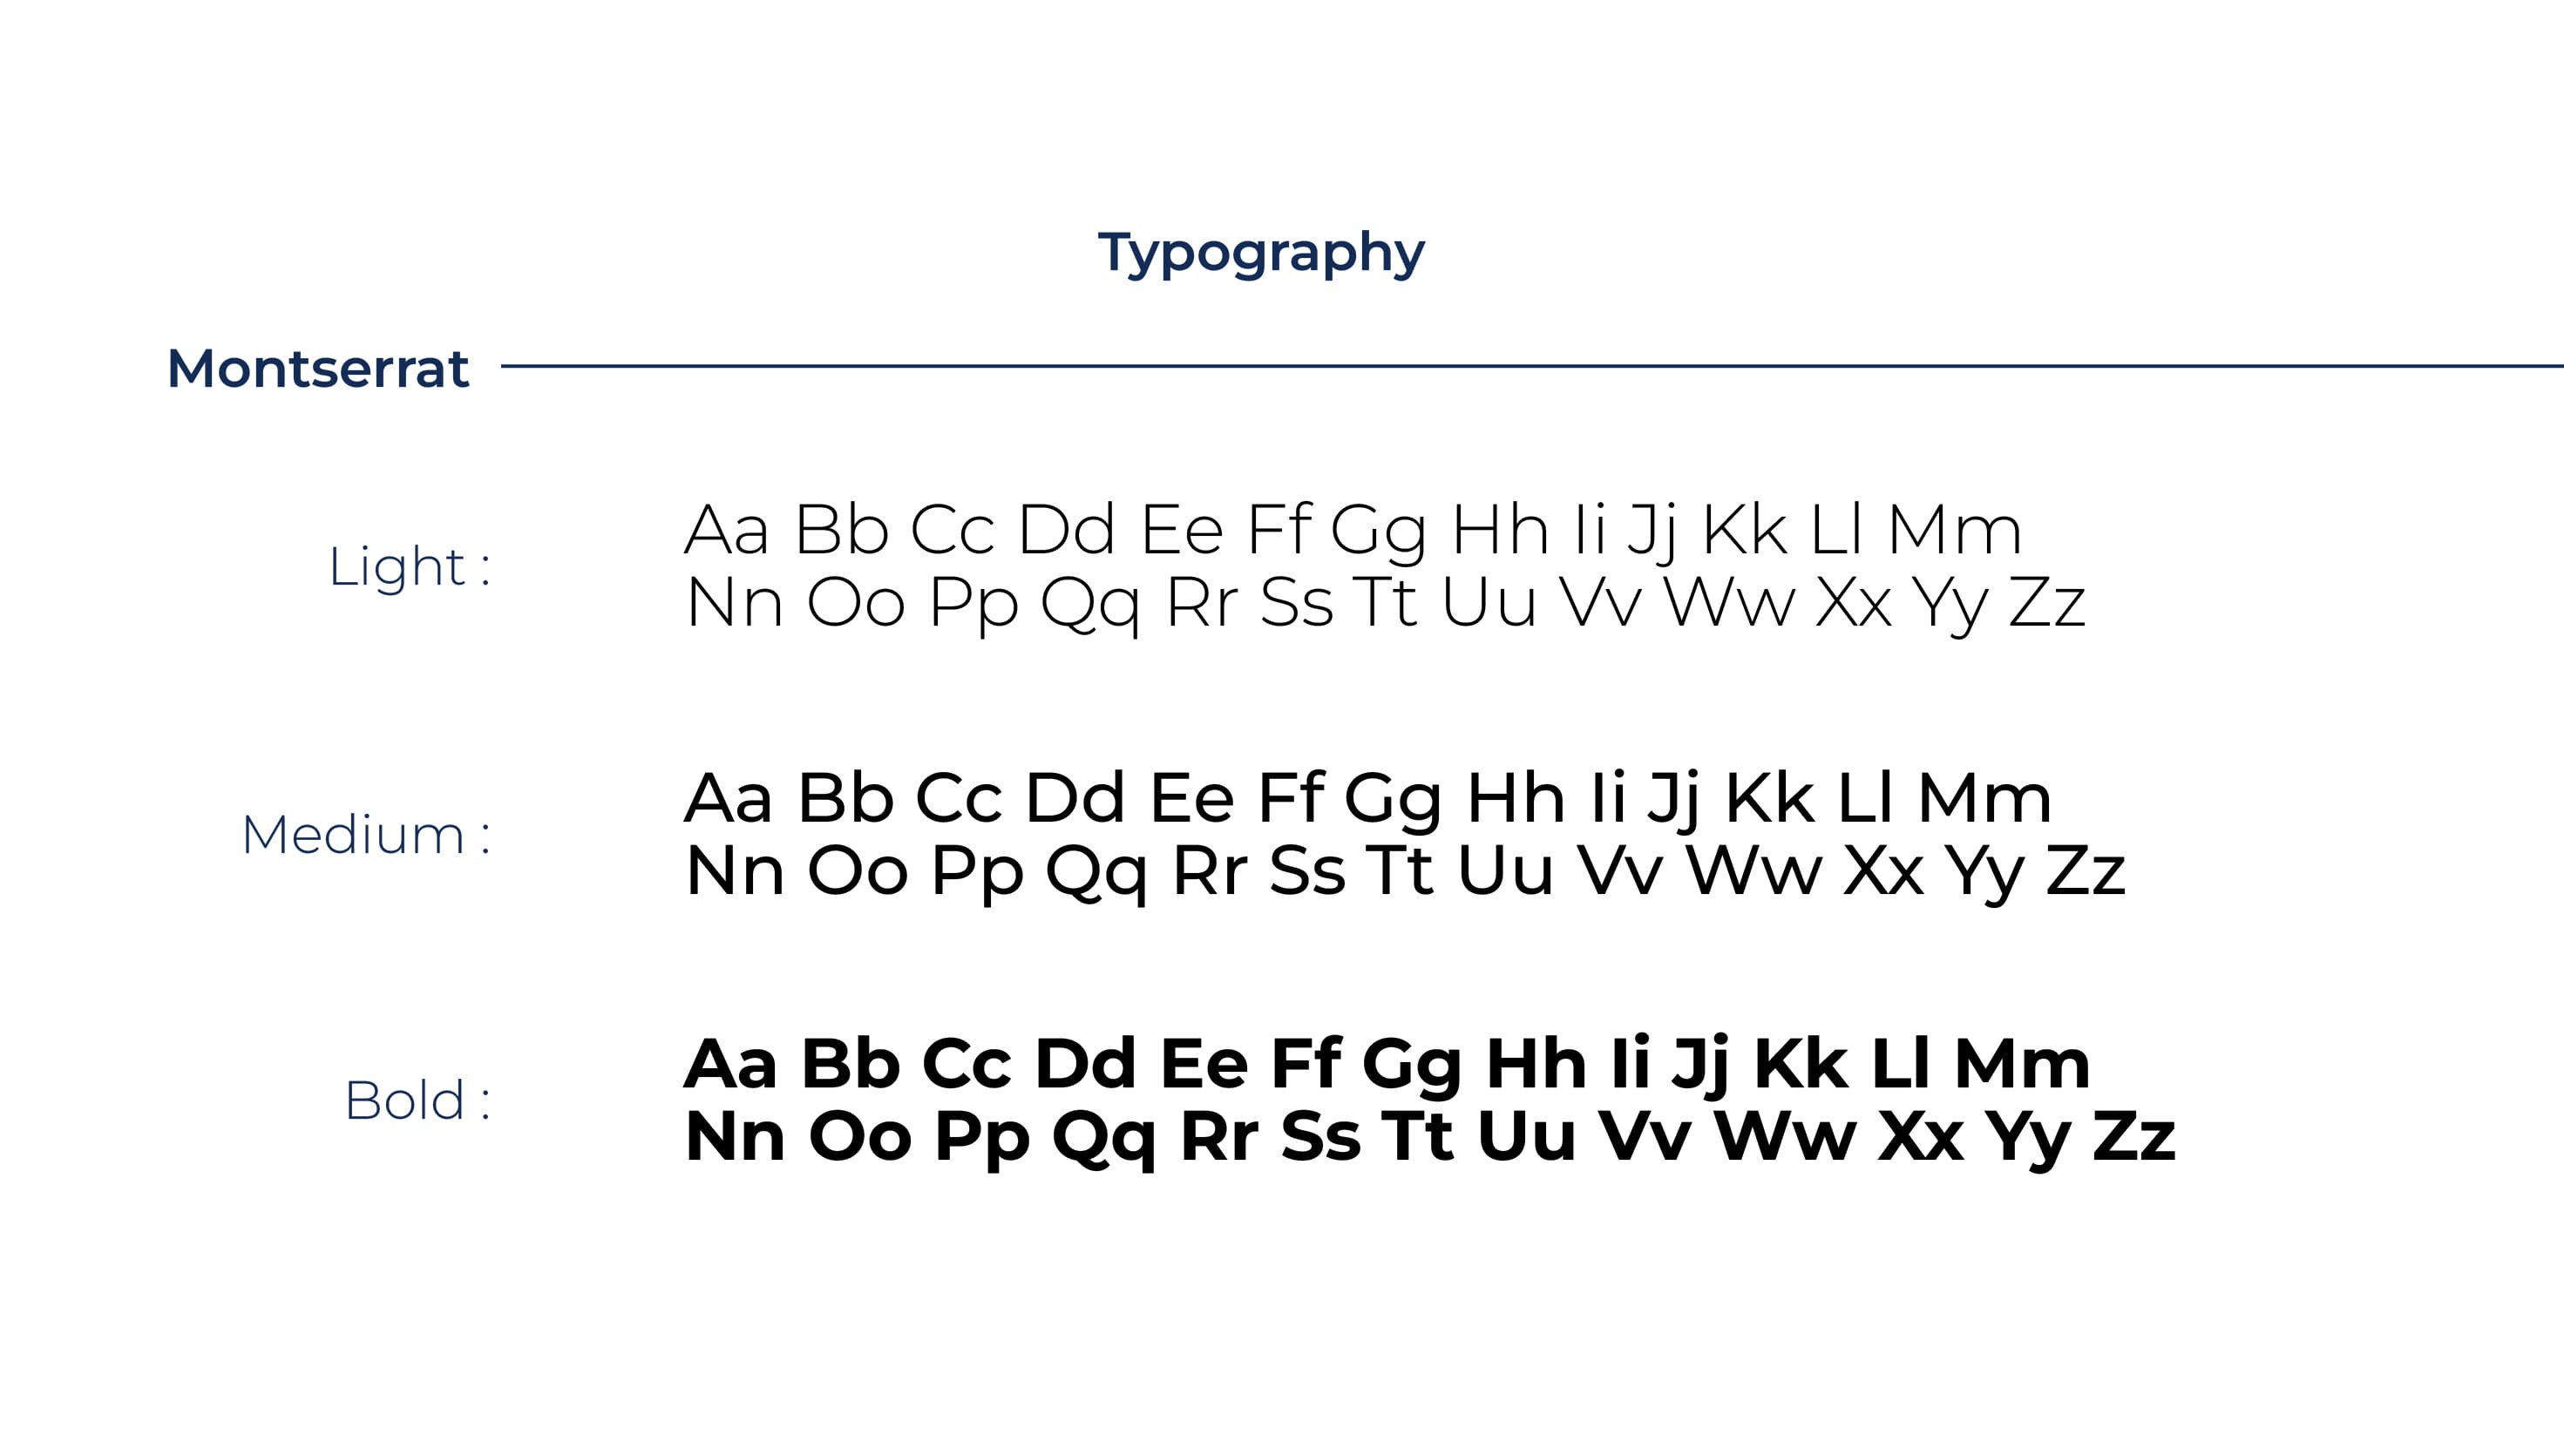 Typography
Montserrat
Light :
Aa Bb Cc Dd Ee Ff Gg Hh Ii Jj Kk Ll Mm
Nn Oo Pp Qq Rr Ss Tt Uu Vv Ww Xx Yy Zz
Medium :
Aa Bb Cc Dd Ee Ff Gg Hh Ii Jj Kk Ll Mm
Nn Oo Pp Qq Rr Ss Tt Uu Vv Ww Xx Yy Zz
Bold :
Aa Bb Cc Dd Ee Ff Gg Hh Ii Jj Kk Ll Mm
Nn Oo Pp Qq Rr Ss Tt Uu Vv Ww Xx Yy Zz